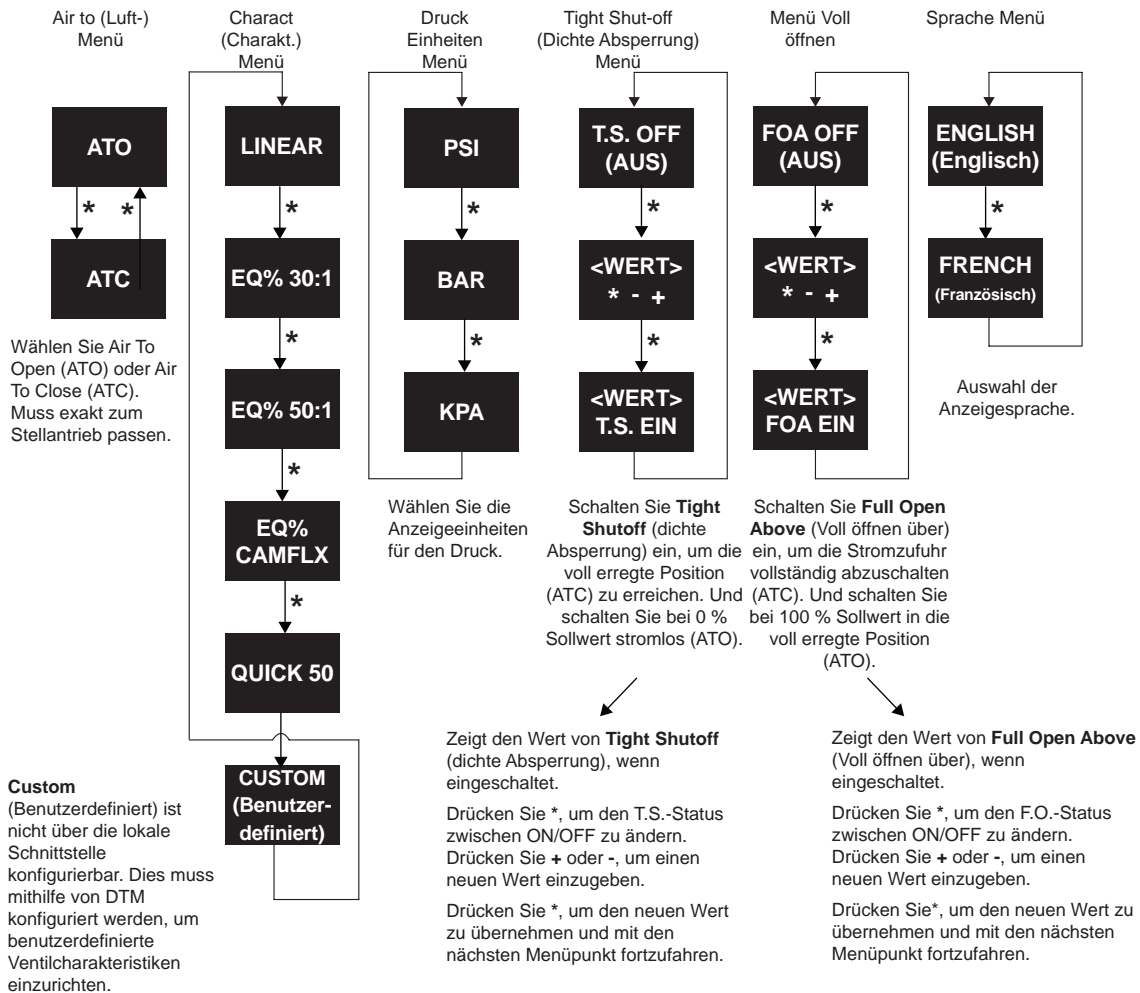 Air to (Luft-)
Menü
Charact
(Charakt.)
Menü
Druck
Einheiten
Menü
Tight Shut-off
(Dichte Absperrung)
Menü
Menü Voll
öffnen
Sprache Menü
ATO
*
*
ATC
Wählen Sie Air To
Open (ATO) oder Air
To Close (ATC).
Muss exakt zum
Stellantrieb passen.
LINEAR
*
EQ% 30:1
*
EQ% 50:1
*
EQ%
CAMFLX
*
QUICK 50
CUSTOM
(Benutzer-
definiert)
Custom
(Benutzerdefiniert) ist
nicht über die lokale
Schnittstelle
konfigurierbar. Dies muss
mithilfe von DTM
konfiguriert werden, um
benutzerdefinierte
Ventilcharakteristiken
einzurichten.
PSI
*
BAR
*
KPA
Wählen Sie die
Anzeigeeinheiten
für den Druck.
T.S. OFF
(AUS)
*
<WERT>
* - +
*
<WERT>
T.S. EIN
Schalten Sie Tight
Shutoff (dichte
Absperrung) ein, um die
voll erregte Position
(ATC) zu erreichen. Und
schalten Sie bei 0 %
Sollwert stromlos (ATO).
Zeigt den Wert von Tight Shutoff
(dichte Absperrung), wenn
eingeschaltet.
Drücken Sie *, um den T.S.-Status
zwischen ON/OFF zu ändern.
Drücken Sie + oder -, um einen
neuen Wert einzugeben.
Drücken Sie *, um den neuen Wert
zu übernehmen und mit den
nächsten Menüpunkt fortzufahren.
FOA OFF
(AUS)
*
<WERT>
* - +
*
<WERT>
FOA EIN
Schalten Sie Full Open
Above (Voll öffnen über)
ein, um die Stromzufuhr
vollständig abzuschalten
(ATC). Und schalten Sie
bei 100 % Sollwert in die
voll erregte Position
(ATO).
Zeigt den Wert von Full Open Above
(Voll öffnen über), wenn
eingeschaltet.
Drücken Sie *, um den F.O.-Status
zwischen ON/OFF zu ändern.
Drücken Sie + oder -, um einen
neuen Wert einzugeben.
Drücken Sie*, um den neuen Wert zu
übernehmen und mit den nächsten
Menüpunkt fortzufahren.
ENGLISH
(Englisch)
*
FRENCH
(Französisch)
Auswahl der
Anzeigesprache.